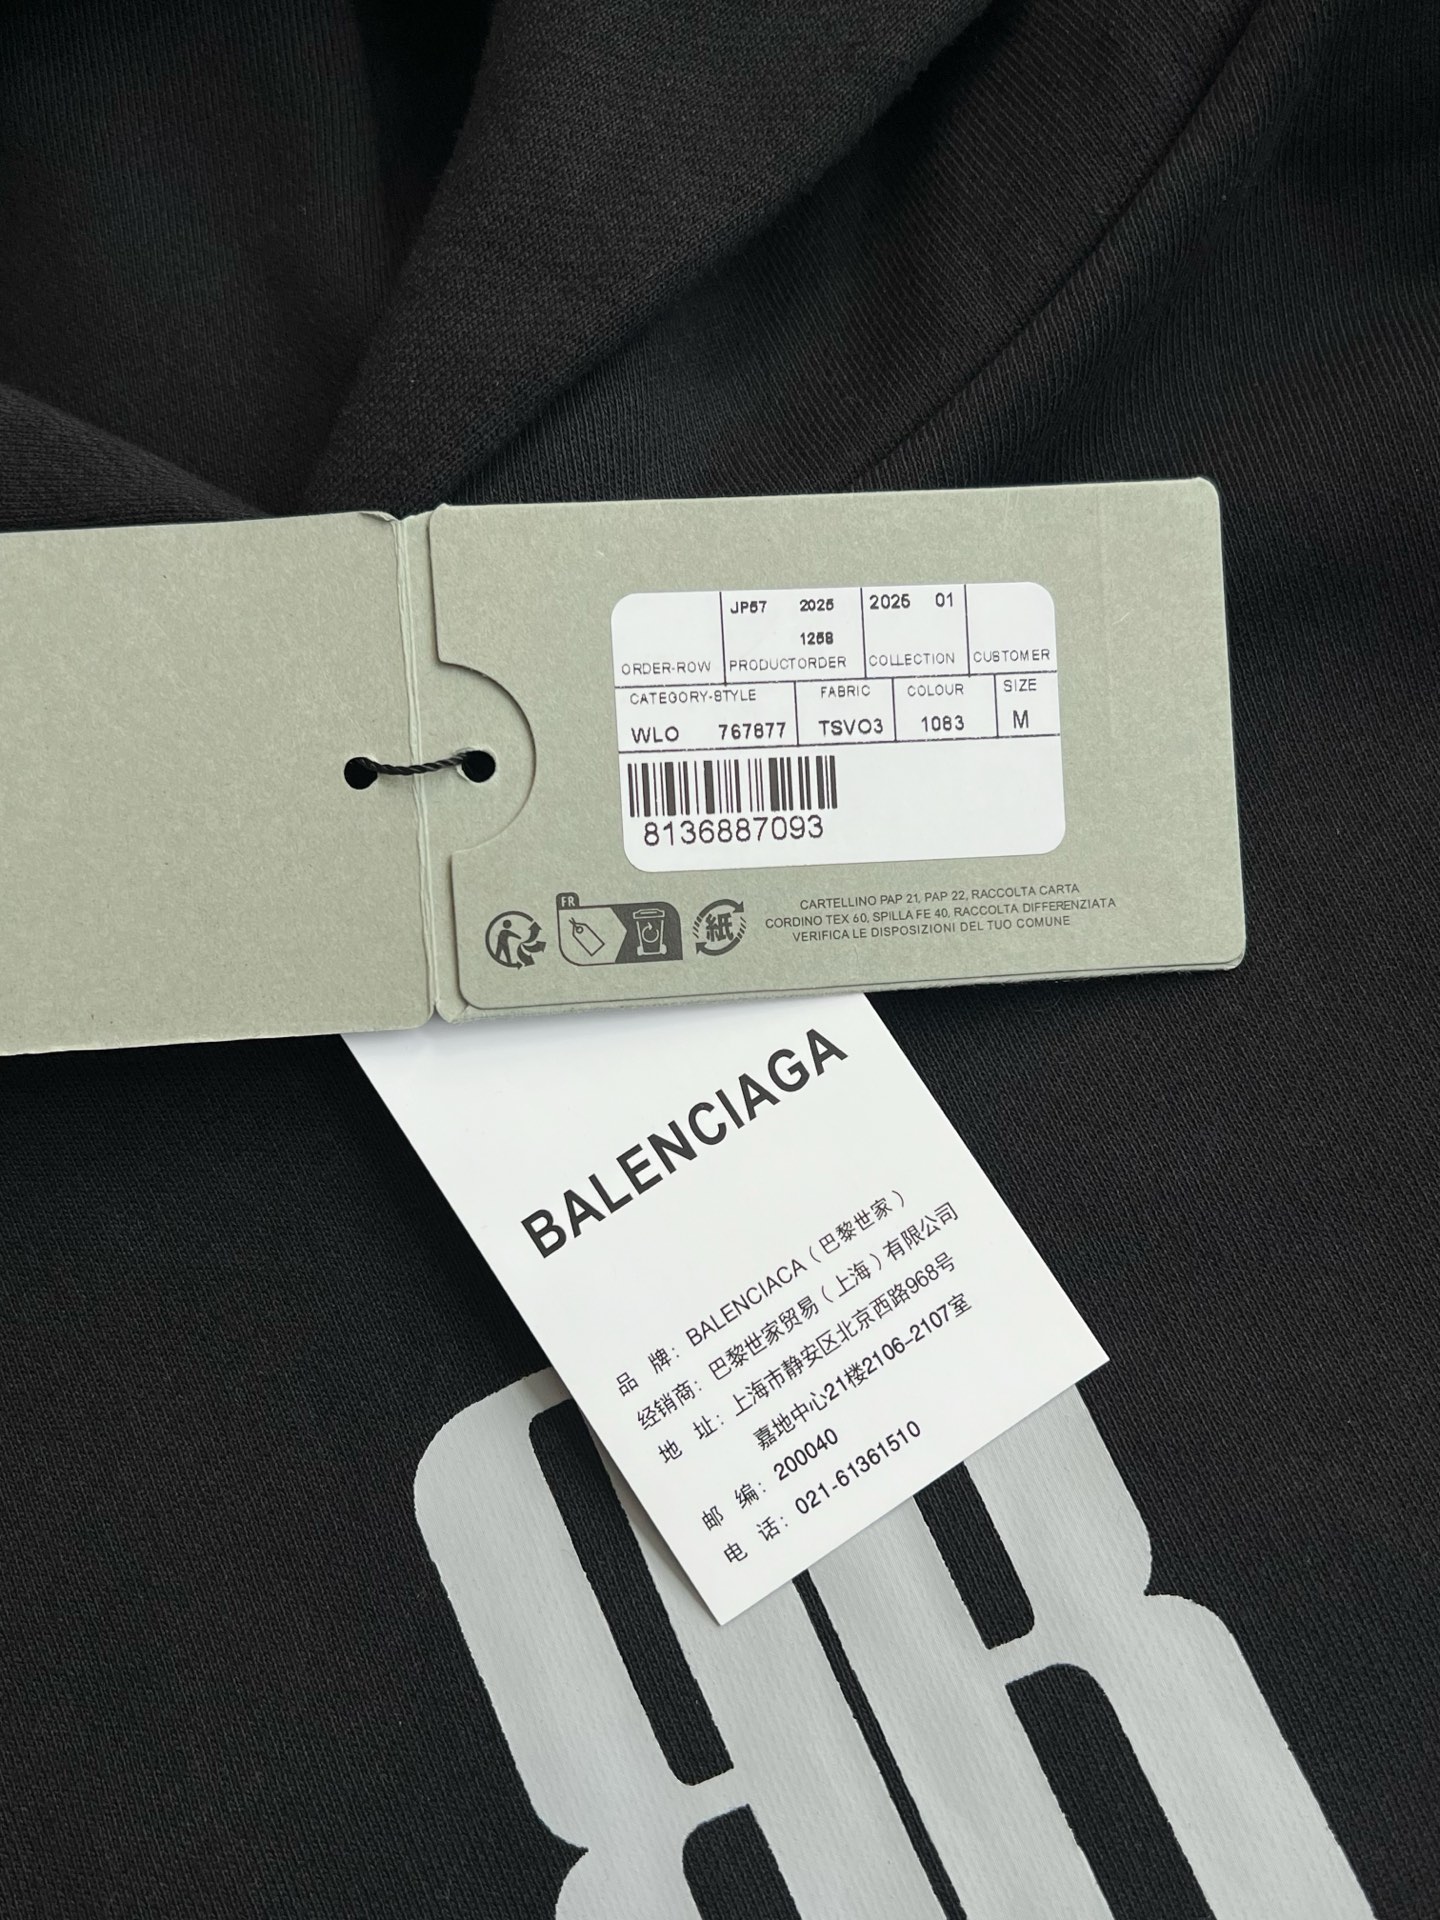 JP57 2025 2025 01
1258
ORDER-ROW PRODUCTORDER COLLECTION CUSTOMER
CATEGORY-STYLE FABRIC COLOUR SIZE
WLO 767877 TSVO3 1083 M
8136887093
FR
紙
CARTELLINO PAP 21, PAP 22, RACCOLTA CARTA
CORDINO TEX 60, SPILLA FE 40, RACCOLTA DIFFERENZIATA
VERIFICA LE DISPOSIZIONI DEL TUO COMUNE
BALENCIAGA
品 牌：BALENCIACA（巴黎世家）
经销商：巴黎世家贸易（上海）有限公司
地 址：上海市静安区北京西路968号
嘉地中心21楼2106-2107室
邮 编：200040
电 话：021-61361510